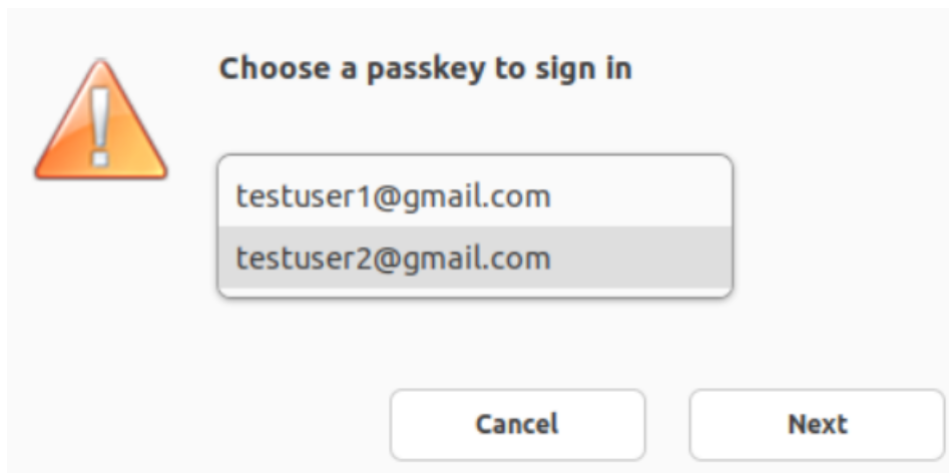 Choose a passkey to sign in
testuser1@gmail.com
testuser2@gmail.com
Cancel
Next